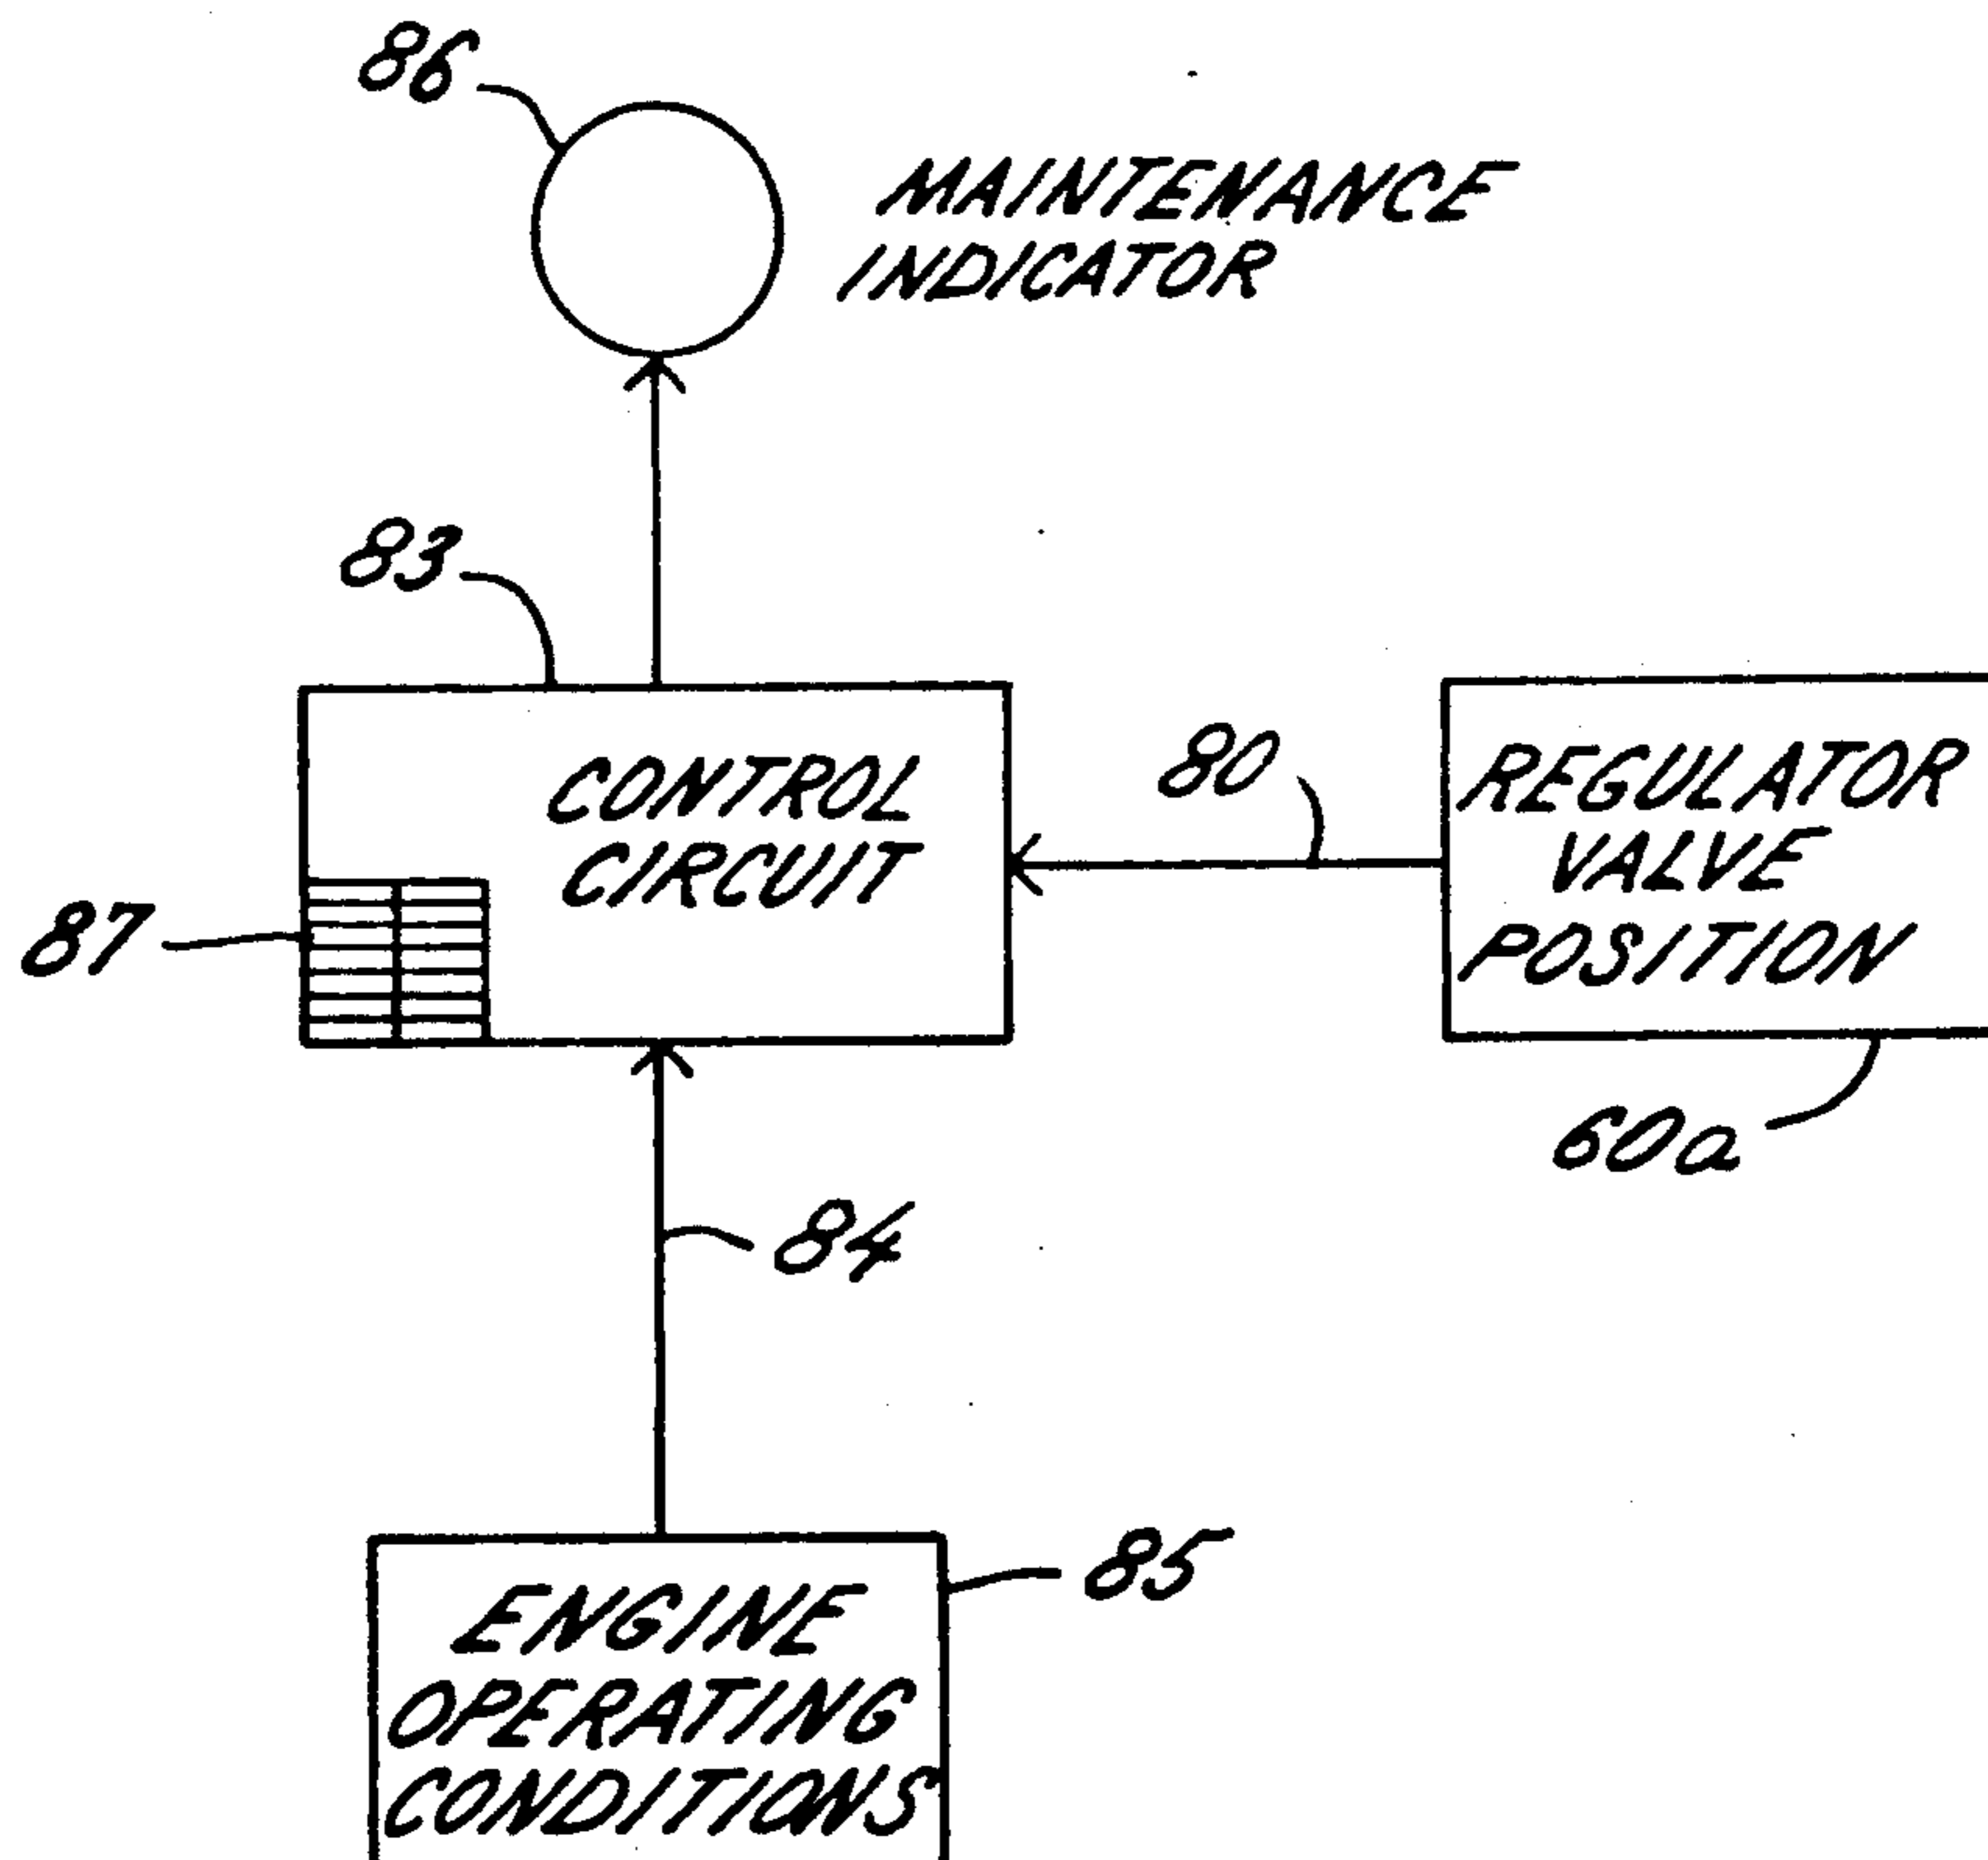 86
MAINTENANCE
INDICATOR
83
CONTROL
CIRCUIT
80
REGULATOR
VALVE
POSITION
87
60a
84
85
ENGINE
OPERATING
CONDITIONS